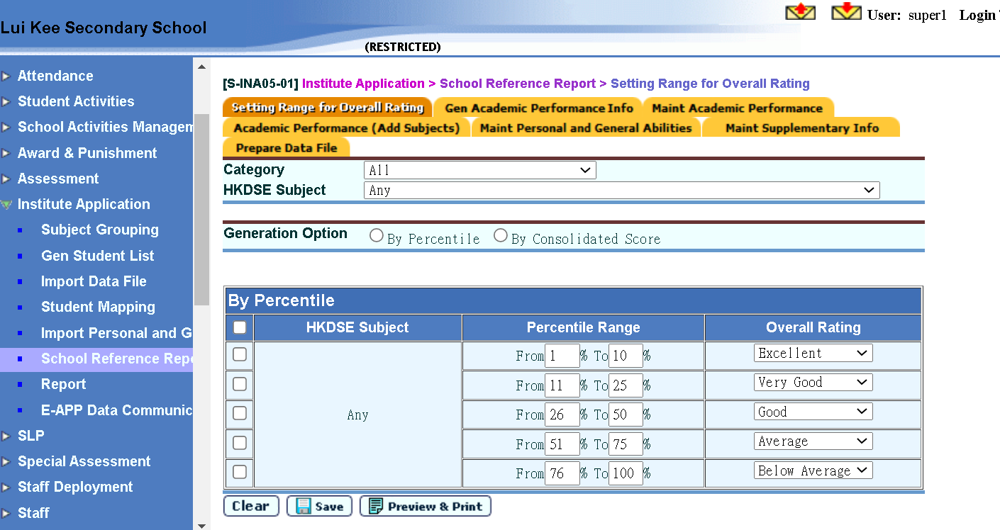 User: super1 Login
Lui Kee Secondary School
(RESTRICTED)
Attendance
Student Activities
School Activities Managem
Award & Punishment
Assessment
Institute Application
Subject Grouping
Gen Student List
Import Data File
Student Mapping
Import Personal and G
School Reference Repo
Report
E-APP Data Communic
SLP
Special Assessment
Staff Deployment
Staff
[S-INA05-01] Institute Application > School Reference Report > Setting Range for Overall Rating
Setting Range for Overall Rating Gen Academic Performance Info Maint Academic Performance
Academic Performance (Add Subjects) Maint Personal and General Abilities Maint Supplementary Info
Prepare Data File
Category All
HKDSE Subject Any
Generation Option By Percentile By Consolidated Score
By Percentile
HKDSE Subject Percentile Range Overall Rating
From 1 % To 10 % Excellent
From 11 % To 25 % Very Good
Any From 26 % To 50 % Good
From 51 % To 75 % Average
From 76 % To 100 % Below Average
Clear Save Preview & Print